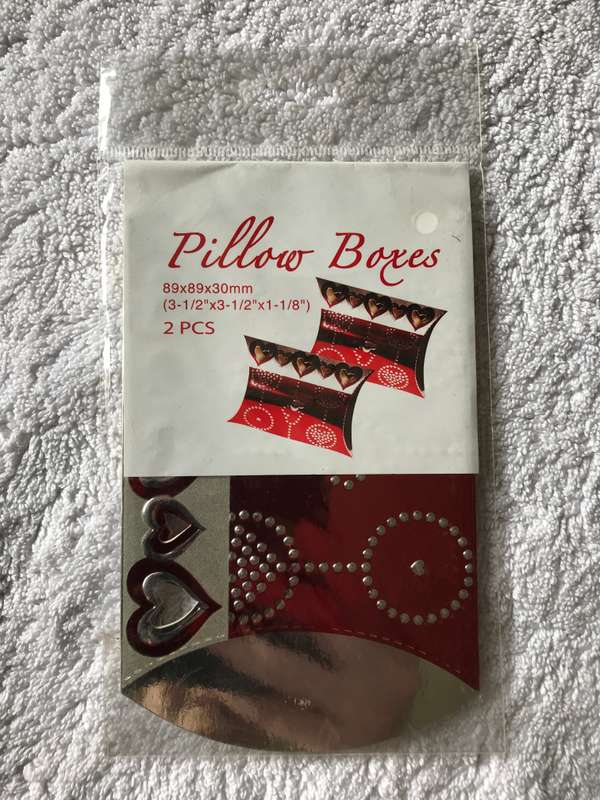 Pillow Boxes
89x89x30mm
(3-1/2"x3-1/2"x1-1/8")
2 PCS